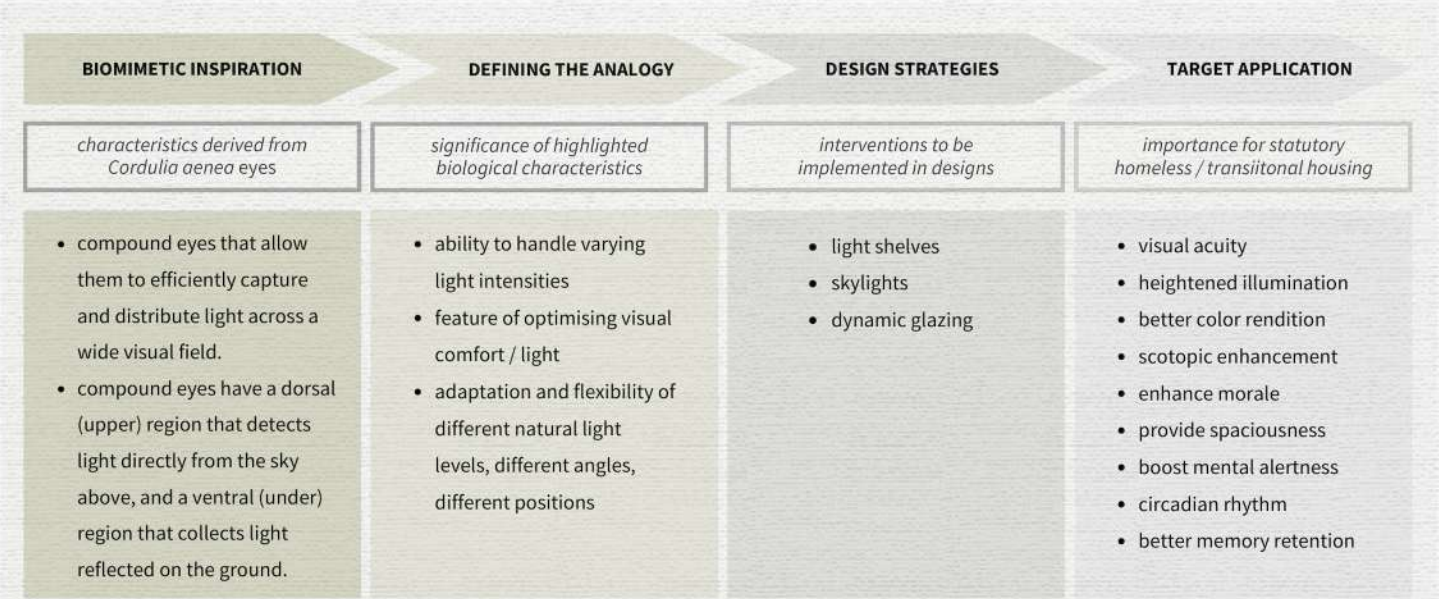 BIOMIMETIC INSPIRATION
DEFINING THE ANALOGY
DESIGN STRATEGIES
TARGET APPLICATION
characteristics derived from
Cordulia aenea eyes
significance of highlighted
biological characteristics
interventions to be
implemented in designs
importance for statutory
homeless / transiitonal housing
• compound eyes that allow
them to efficiently capture
and distribute light across a
wide visual field.
• compound eyes have a dorsal
(upper) region that detects
light directly from the sky
above, and a ventral (under)
region that collects light
reflected on the ground.
• ability to handle varying
light intensities
• feature of optimising visual
comfort / light
• adaptation and flexibility of
different natural light
levels, different angles,
different positions
• light shelves
• skylights
• dynamic glazing
• visual acuity
• heightened illumination
• better color rendition
• scotopic enhancement
• enhance morale
• provide spaciousness
• boost mental alertness
• circadian rhythm
• better memory retention